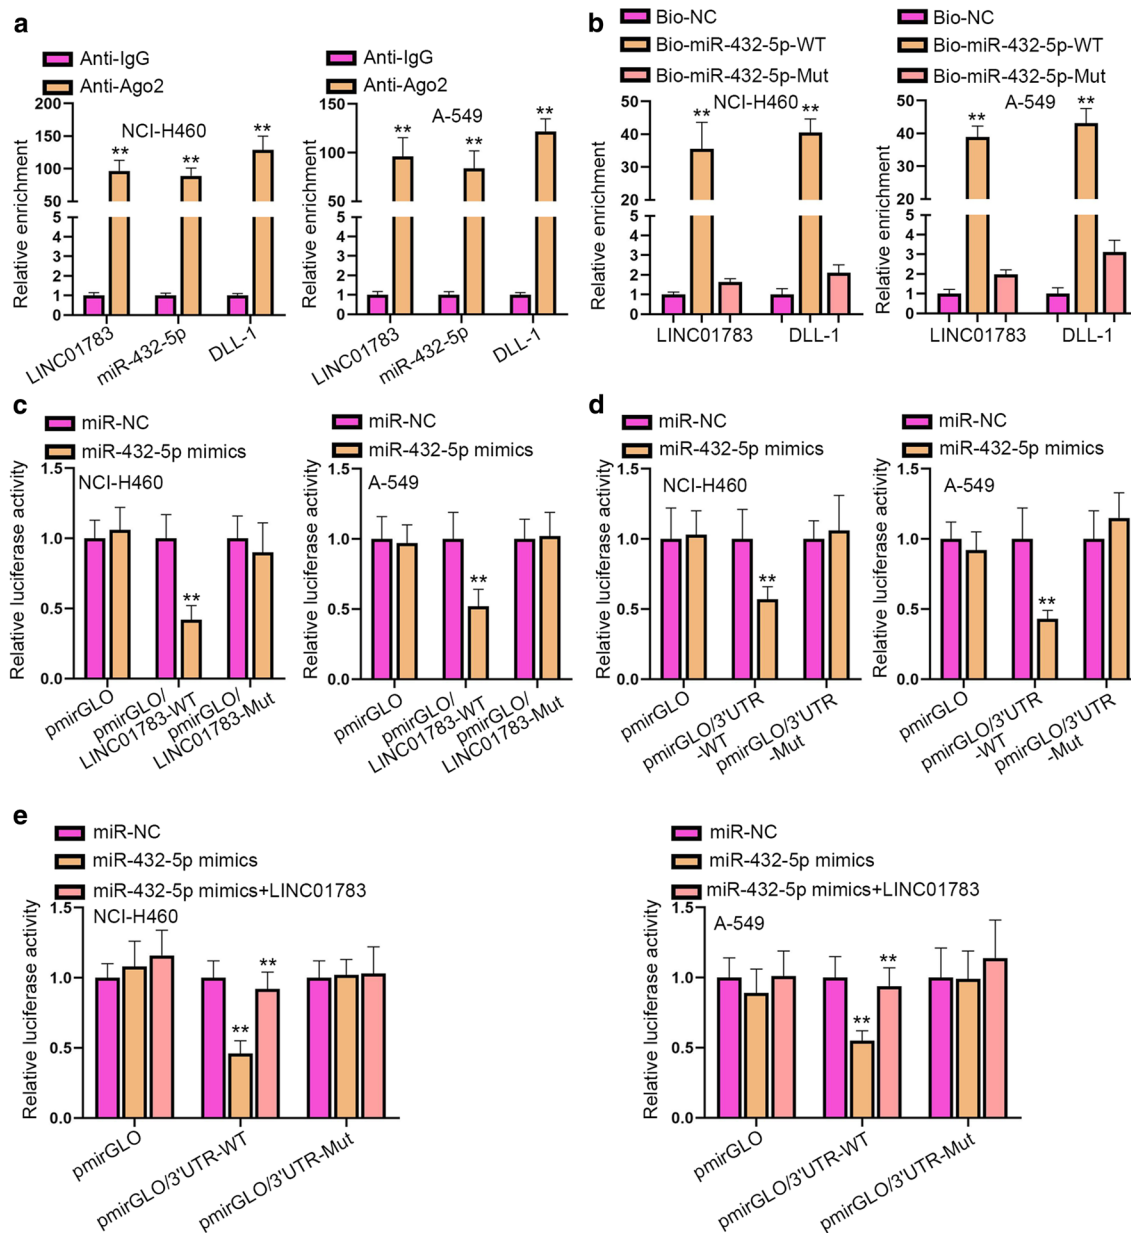 a
Anti-IgG
Anti-Ago2
NCI-H460
Relative enrichment
200
150
100
50
5
4
3
2
1
0
**
**
**
LINC01783
miR-432-5p
DLL-1
Anti-IgG
Anti-Ago2
A-549
Relative enrichment
150
100
50
5
4
3
2
1
0
**
**
**
LINC01783
miR-432-5p
DLL-1
b
Bio-NC
Bio-miR-432-5p-WT
Bio-miR-432-5p-Mut
NCI-H460
Relative enrichment
50
40
30
20
5
4
3
2
1
0
**
**
LINC01783
DLL-1
Bio-NC
Bio-miR-432-5p-WT
Bio-miR-432-5p-Mut
A-549
Relative enrichment
50
40
30
20
5
4
3
2
1
0
**
**
LINC01783
DLL-1
c
miR-NC
miR-432-5p mimics
NCI-H460
Relative luciferase activity
1.5
1.0
0.5
0.0
**
pmirGLO
pmirGLO/
LINC01783-WT
pmirGLO/
LINC01783-Mut
miR-NC
miR-432-5p mimics
A-549
Relative luciferase activity
1.5
1.0
0.5
0.0
**
pmirGLO
pmirGLO/
LINC01783-WT
pmirGLO/
LINC01783-Mut
d
miR-NC
miR-432-5p mimics
NCI-H460
Relative luciferase activity
1.5
1.0
0.5
0.0
**
pmirGLO
pmirGLO/3'UTR
-WT
pmirGLO/3'UTR
-Mut
miR-NC
miR-432-5p mimics
A-549
Relative luciferase activity
1.5
1.0
0.5
0.0
**
pmirGLO
pmirGLO/3'UTR
-WT
pmirGLO/3'UTR
-Mut
e
miR-NC
miR-432-5p mimics
miR-432-5p mimics+LINC01783
NCI-H460
Relative luciferase activity
1.5
1.0
0.5
0.0
**
**
pmirGLO
pmirGLO/3'UTR-WT
pmirGLO/3'UTR-Mut
miR-NC
miR-432-5p mimics
miR-432-5p mimics+LINC01783
A-549
Relative luciferase activity
1.5
1.0
0.5
0.0
**
**
pmirGLO
pmirGLO/3'UTR-WT
pmirGLO/3'UTR-Mut